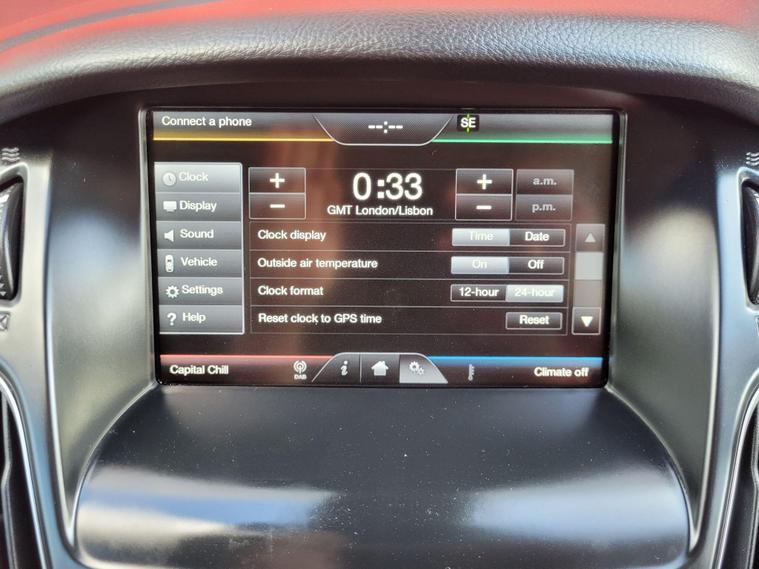 Connect a phone
--:--
SE
Clock
+
0:33
+
a.m.
−
GMT London/Lisbon
−
p.m.
Display
Sound
Clock display
Time
Date
Vehicle
Outside air temperature
On
Off
Settings
Clock format
12-hour
24-hour
? Help
Reset clock to GPS time
Reset
Capital Chill
DAB
i
Climate off